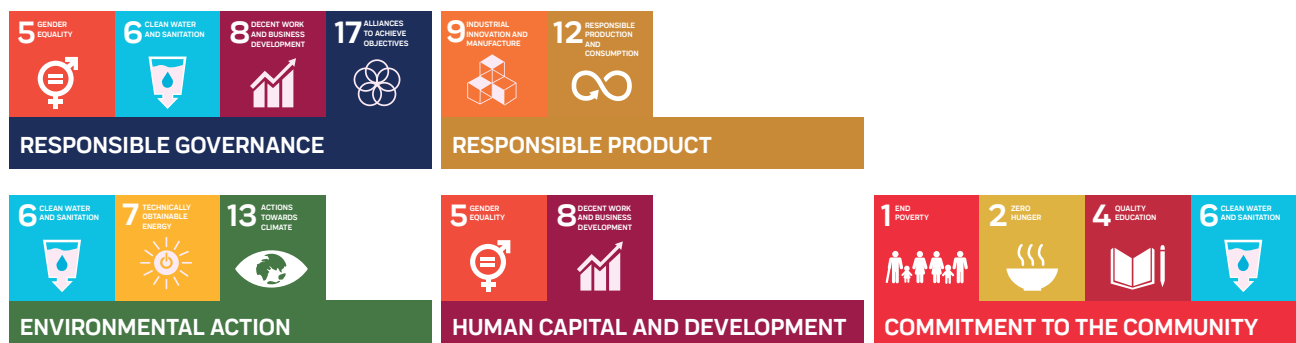 5 GENDER
EQUALITY
6 CLEAN WATER
AND SANITATION
8 DECENT WORK
AND BUSINESS
DEVELOPMENT
17 ALLIANCES
TO ACHIEVE
OBJECTIVES
RESPONSIBLE GOVERNANCE
9 INDUSTRIAL
INNOVATION AND
MANUFACTURE
12 RESPONSIBLE
PRODUCTION
AND
CONSUMPTION
RESPONSIBLE PRODUCT
6 CLEAN WATER
AND SANITATION
7 TECHNICALLY
OBTAINABLE
ENERGY
13 ACTIONS
TOWARDS
CLIMATE
ENVIRONMENTAL ACTION
5 GENDER
EQUALITY
8 DECENT WORK
AND BUSINESS
DEVELOPMENT
HUMAN CAPITAL AND DEVELOPMENT
1 END
POVERTY
2 ZERO
HUNGER
4 QUALITY
EDUCATION
6 CLEAN WATER
AND SANITATION
COMMITMENT TO THE COMMUNITY